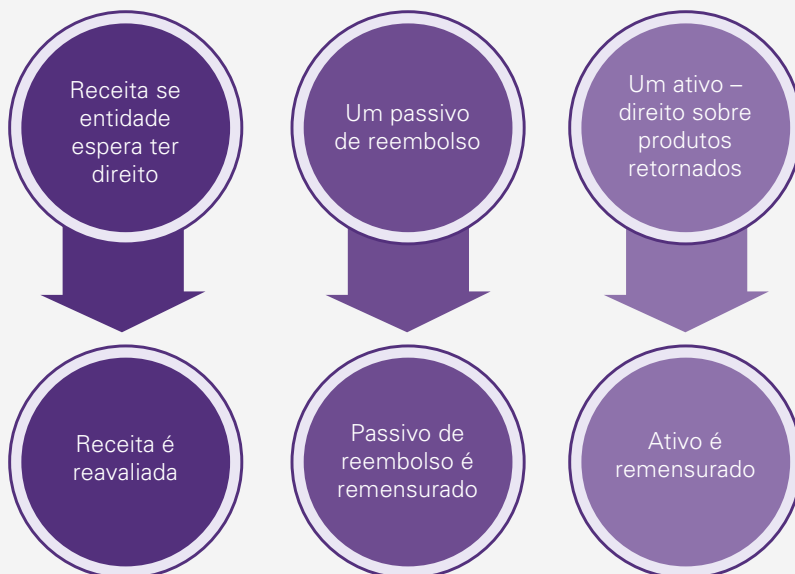 Receita se
entidade
espera ter
direito
Um passivo
de reembolso
Um ativo –
direito sobre
produtos
retornados
Receita é
reavaliada
Passivo de
reembolso é
remensurado
Ativo é
remensurado